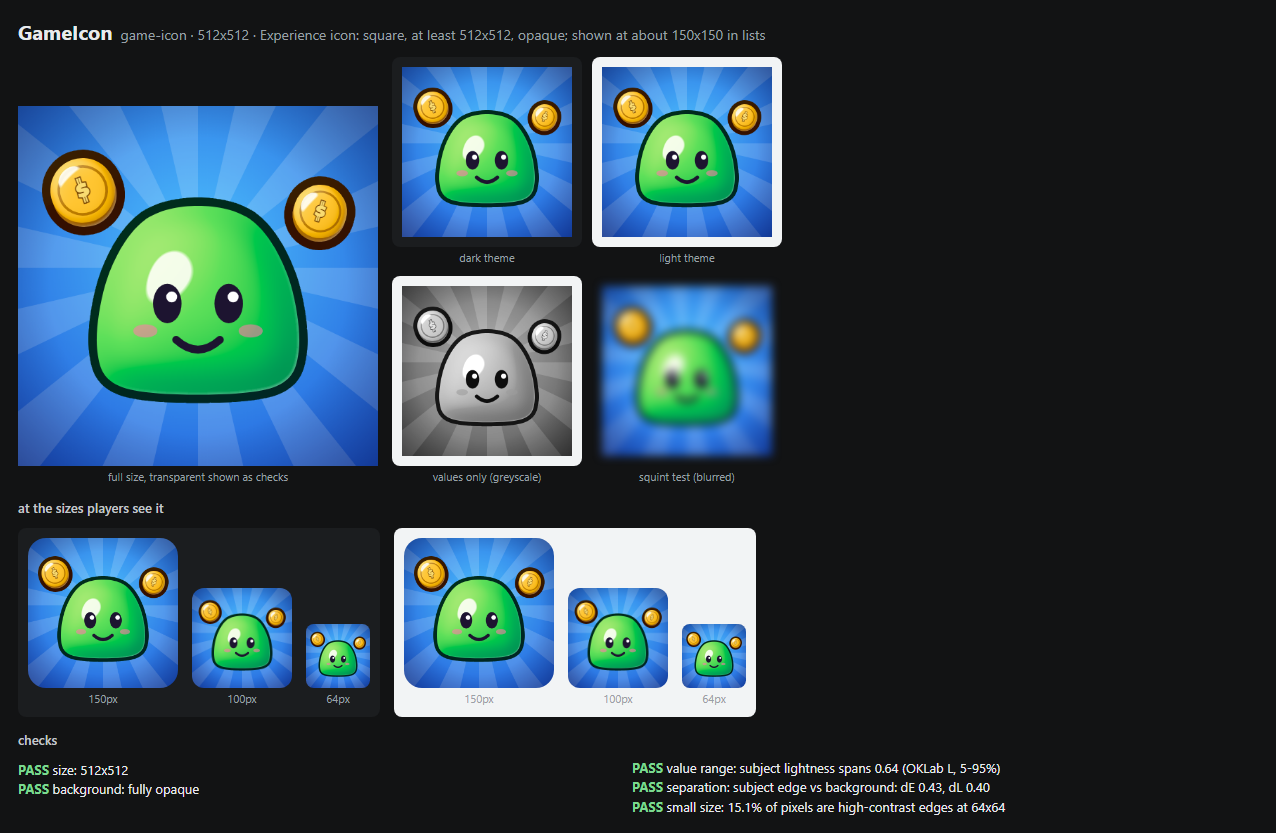 GameIcon game-icon · 512x512 · Experience icon: square, at least 512x512, opaque; shown at about 150x150 in lists
$
$
$
$
$
$
dark theme
light theme
$
$
full size, transparent shown as checks
values only (greyscale)
squint test (blurred)
at the sizes players see it
150px
100px
64px
150px
100px
64px
checks
PASS size: 512x512
PASS background: fully opaque
PASS value range: subject lightness spans 0.64 (OKLab L, 5-95%)
PASS separation: subject edge vs background: dE 0.43, dL 0.40
PASS small size: 15.1% of pixels are high-contrast edges at 64x64